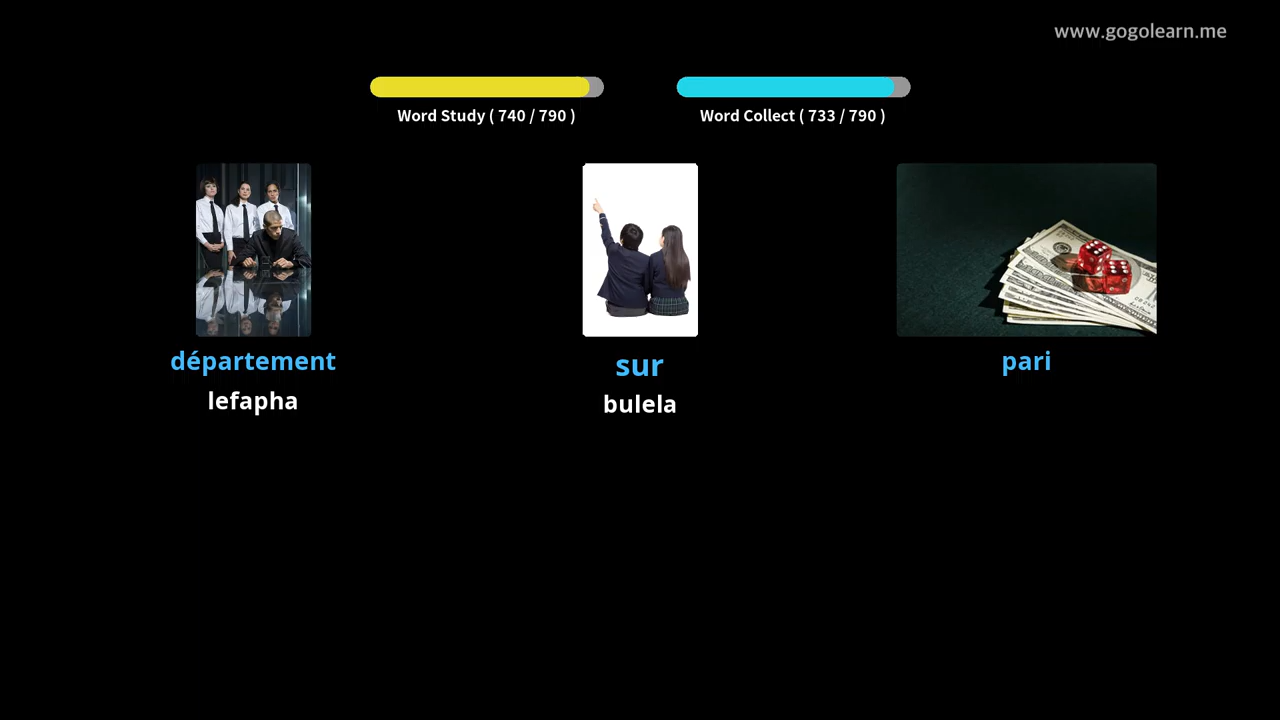 www.gogolearn.me
Word Study ( 740 / 790 )
Word Collect ( 733 / 790 )
département
sur
pari
lefapha
bulela